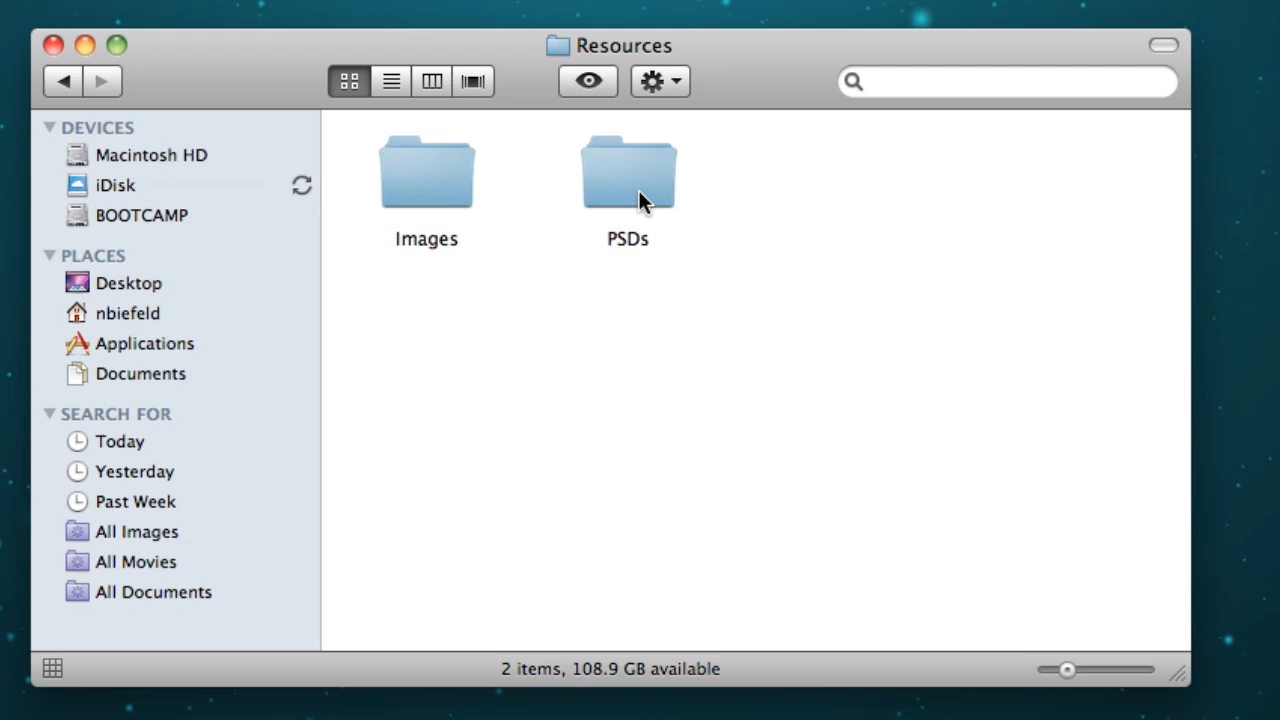 Resources
DEVICES
Macintosh HD
iDisk
BOOTCAMP
PLACES
Desktop
nbiefeld
Applications
Documents
SEARCH FOR
Today
Yesterday
Past Week
All Images
All Movies
All Documents
Images
PSDs
2 items, 108.9 GB available